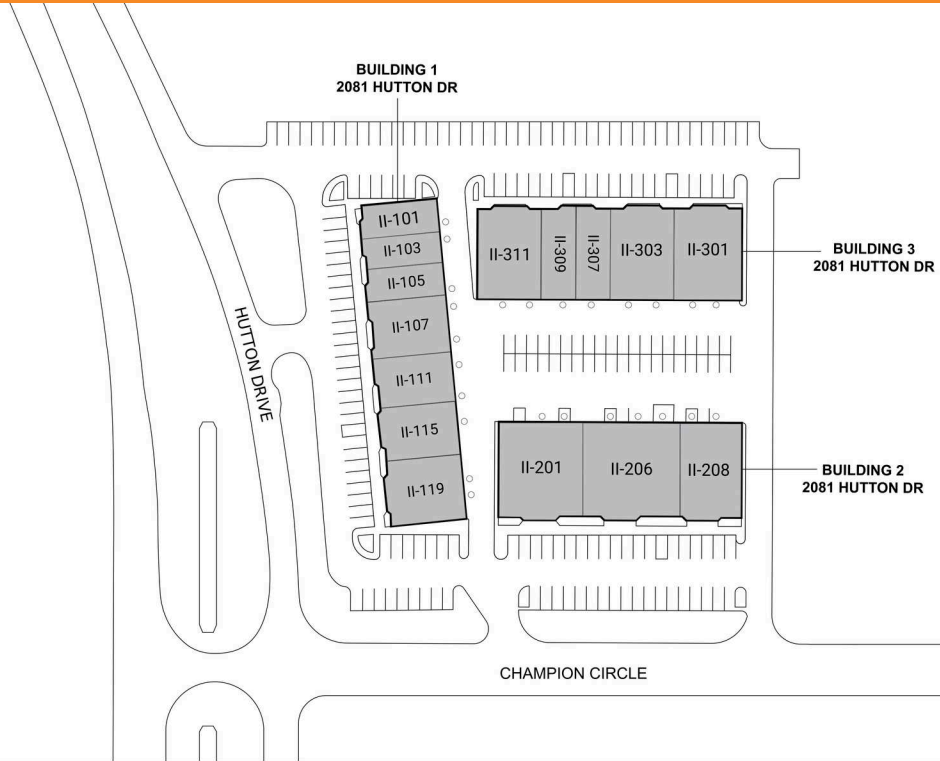 BUILDING 1
2081 HUTTON DR
II-101
II-103
II-105
II-107
II-111
II-115
II-119
II-311
II-309
II-307
II-303
II-301
BUILDING 3
2081 HUTTON DR
HUTTON DRIVE
II-201
II-206
II-208
BUILDING 2
2081 HUTTON DR
CHAMPION CIRCLE